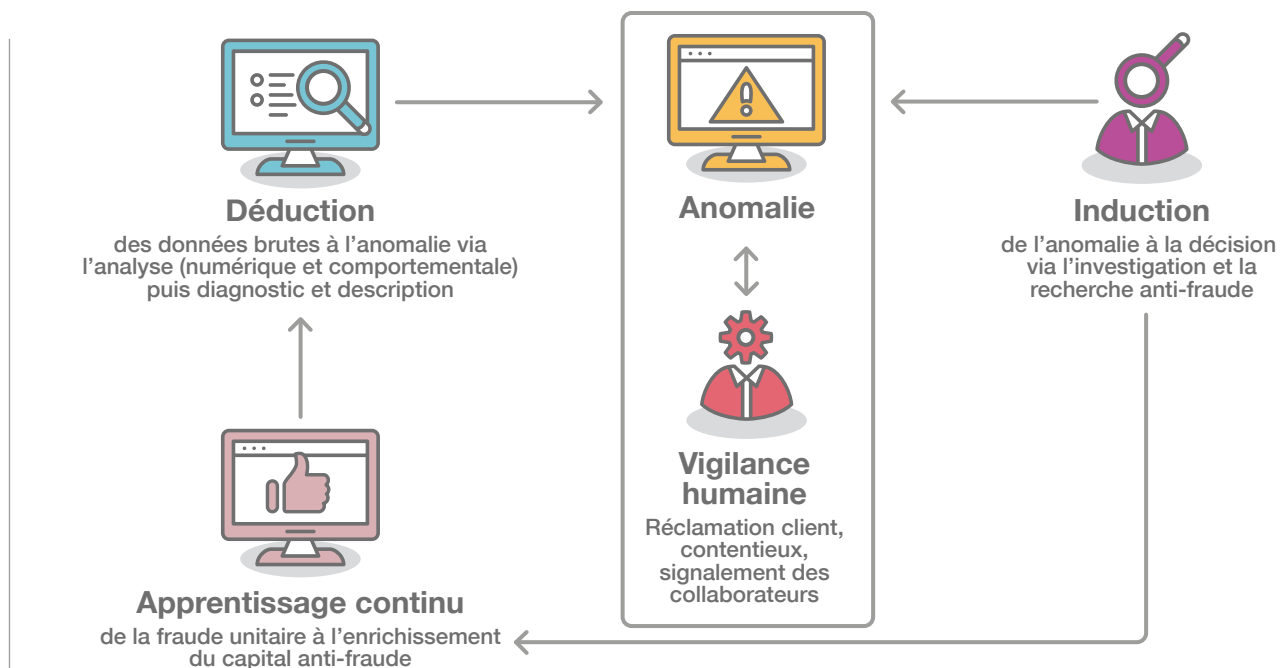 Déduction
des données brutes à l’anomalie via
l’analyse (numérique et comportementale)
puis diagnostic et description
Anomalie
Induction
de l’anomalie à la décision
via l’investigation et la
recherche anti-fraude
Vigilance
humaine
Réclamation client,
contentieux,
signalement des
collaborateurs
Apprentissage continu
de la fraude unitaire à l’enrichissement
du capital anti-fraude